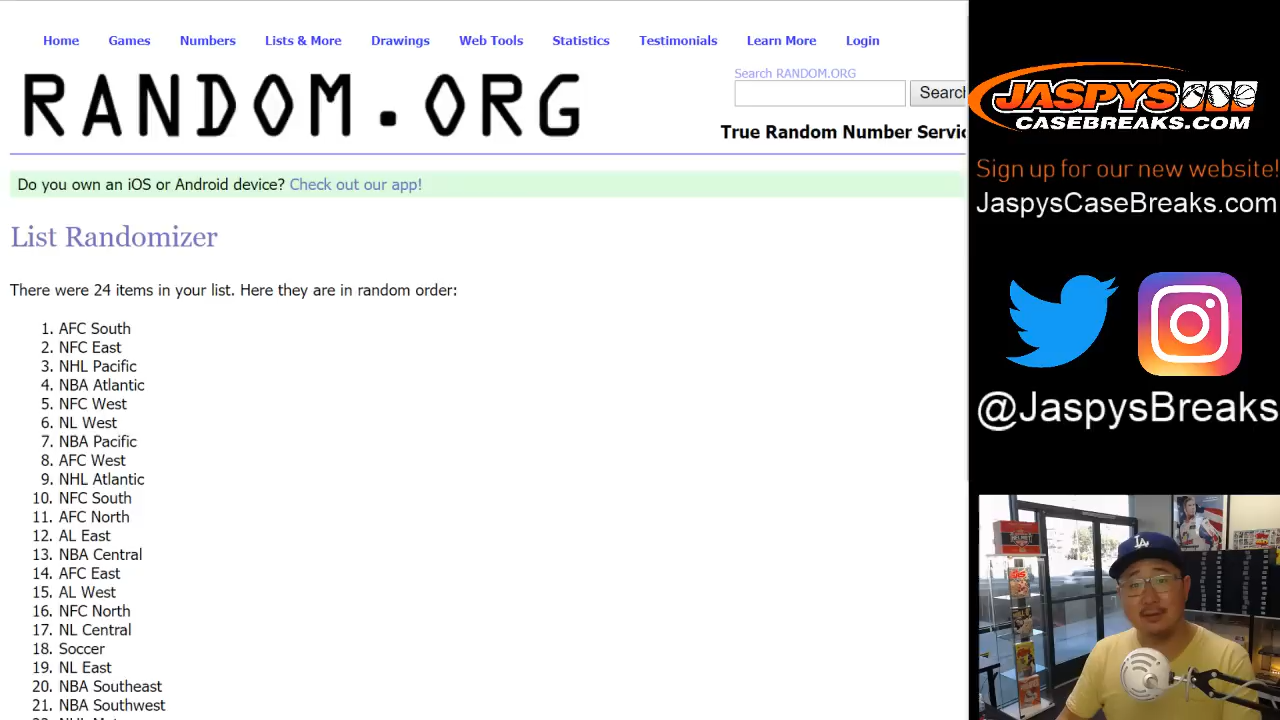 Home Games Numbers Lists & More Drawings Web Tools Statistics Testimonials Learn More Login
Search RANDOM.ORG
RANDOM.ORG
Search
True Random Number Servic
Do you own an iOS or Android device? Check out our app!
List Randomizer
There were 24 items in your list. Here they are in random order:
1. AFC South
2. NFC East
3. NHL Pacific
4. NBA Atlantic
5. NFC West
6. NL West
7. NBA Pacific
8. AFC West
9. NHL Atlantic
10. NFC South
11. AFC North
12. AL East
13. NBA Central
14. AFC East
15. AL West
16. NFC North
17. NL Central
18. Soccer
19. NL East
20. NBA Southeast
21. NBA Southwest
JASPYS
CASEBREAKS.COM
Sign up for our new website!
JaspysCaseBreaks.com
@JaspysBreaks
LA